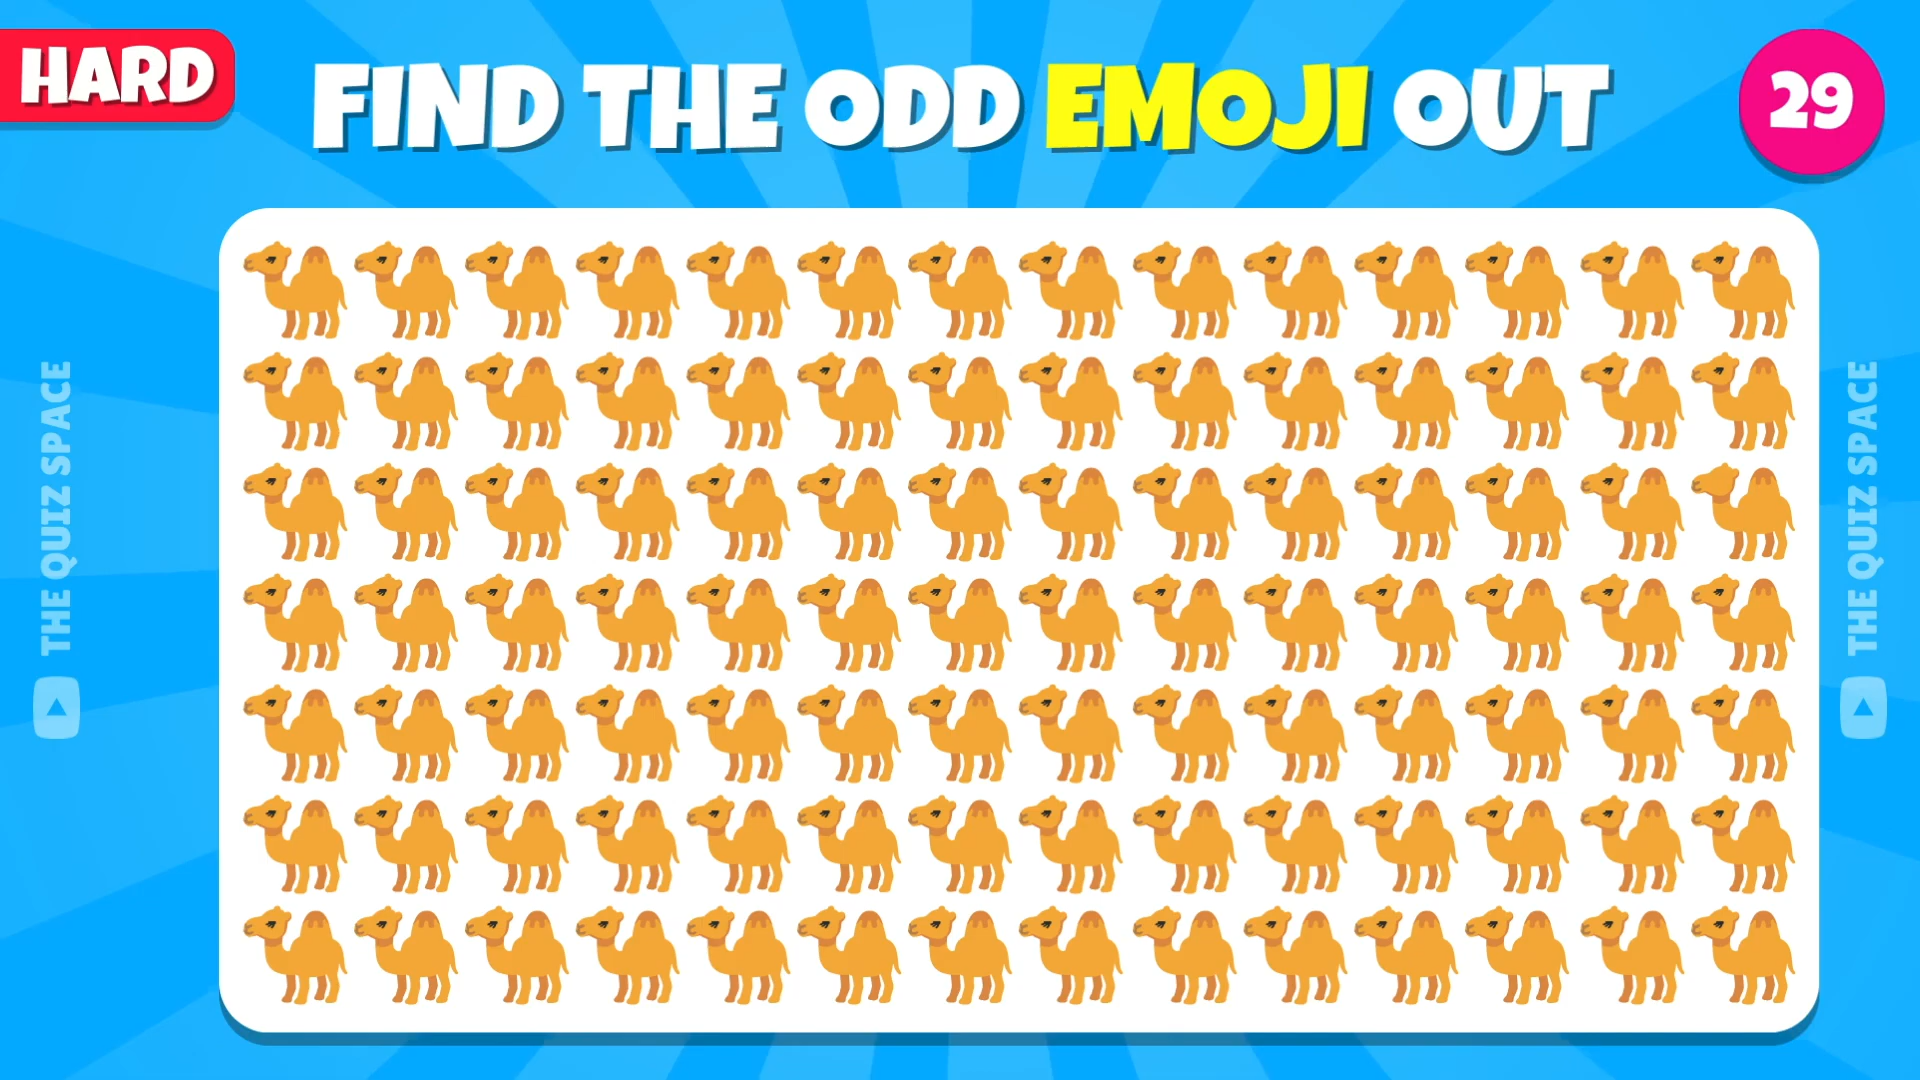 HARD
FIND THE ODD EMOJI OUT
29
THE QUIZ SPACE
THE QUIZ SPACE